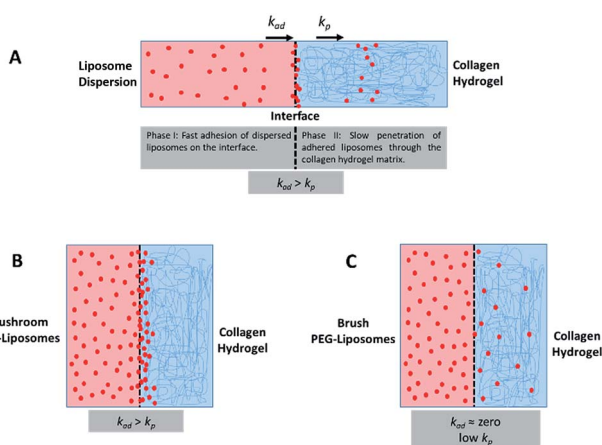 k_ad k_p
A
Liposome
Dispersion
Collagen
Hydrogel
Interface
Phase I: Fast adhesion of dispersed
liposomes on the interface.
Phase II: Slow penetration of
adhered liposomes through the
collagen hydrogel matrix.
k_ad > k_p
B
ushroom
-Liposomes
Collagen
Hydrogel
k_ad > k_p
C
Brush
PEG-Liposomes
Collagen
Hydrogel
k_ad ≈ zero
low k_p